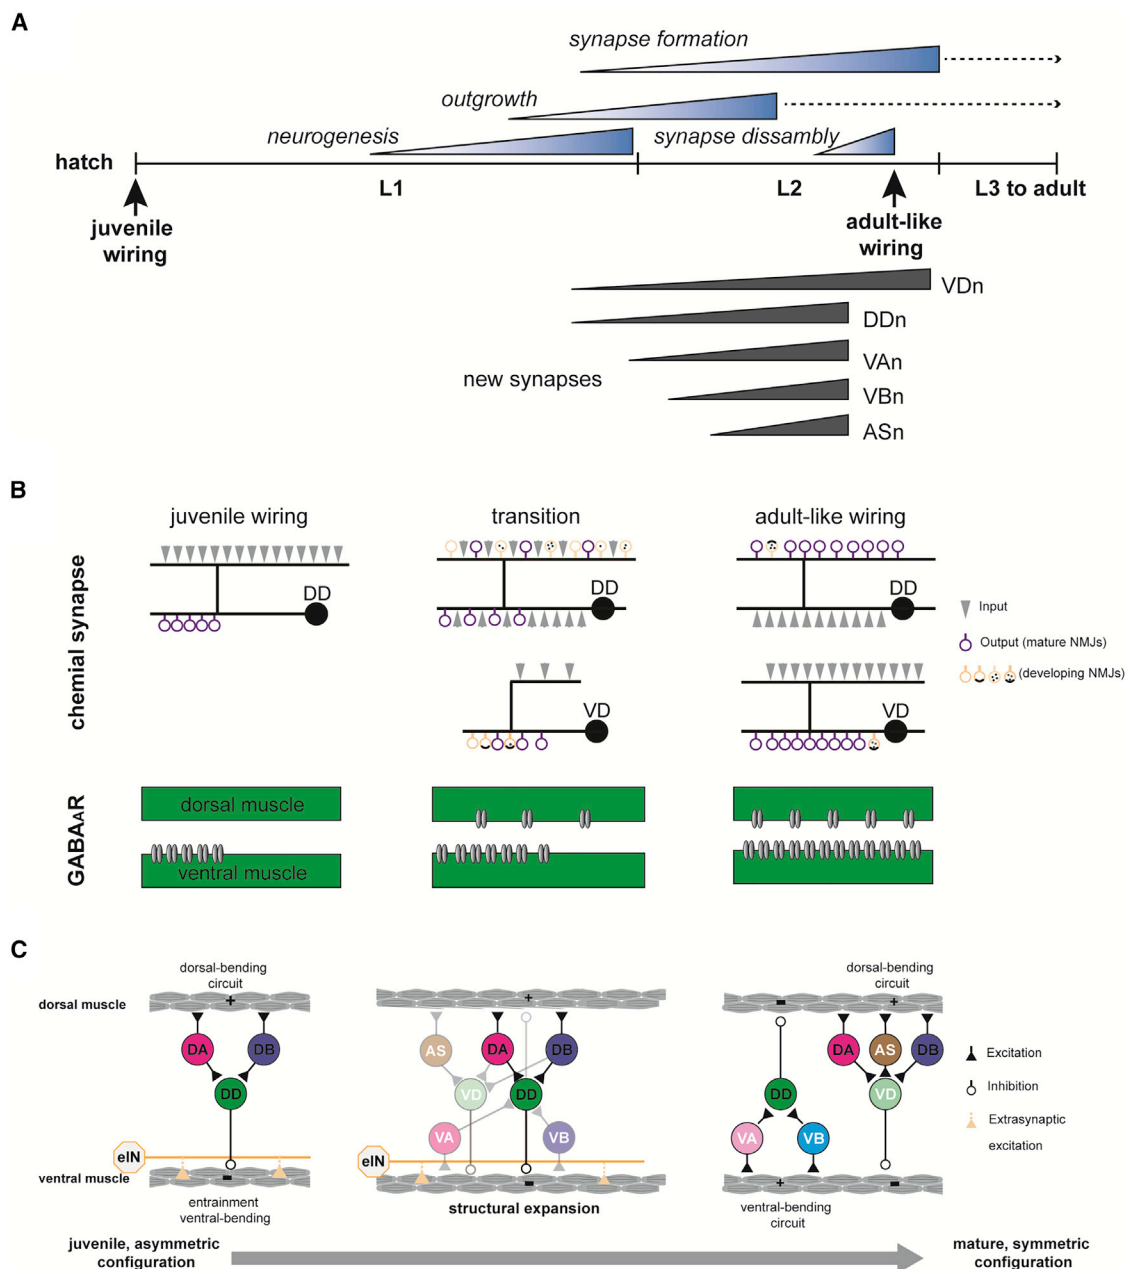 A
synapse formation
outgrowth
neurogenesis
synapse dissambly
hatch
L1
L2
L3 to adult
juvenile
wiring
adult-like
wiring
VDn
DDn
VAn
new synapses
VBn
ASn
B
juvenile wiring
transition
adult-like wiring
chemial synapse
DD
DD
DD
Input
Output (mature NMJs)
(developing NMJs)
VD
VD
GABAAR
dorsal muscle
ventral muscle
C
dorsal-bending
circuit
dorsal-bending
circuit
dorsal muscle
+
+
-
+
DA
DB
AS
DA
DB
DA
AS
DB
Excitation
DD
VD
DD
DD
VD
Inhibition
Extrasynaptic
excitation
VA
VB
VA
VB
eIN
eIN
ventral muscle
-
-
+
-
entrainment
ventral-bending
structural expansion
ventral-bending
circuit
juvenile, asymmetric
configuration
mature, symmetric
configuration